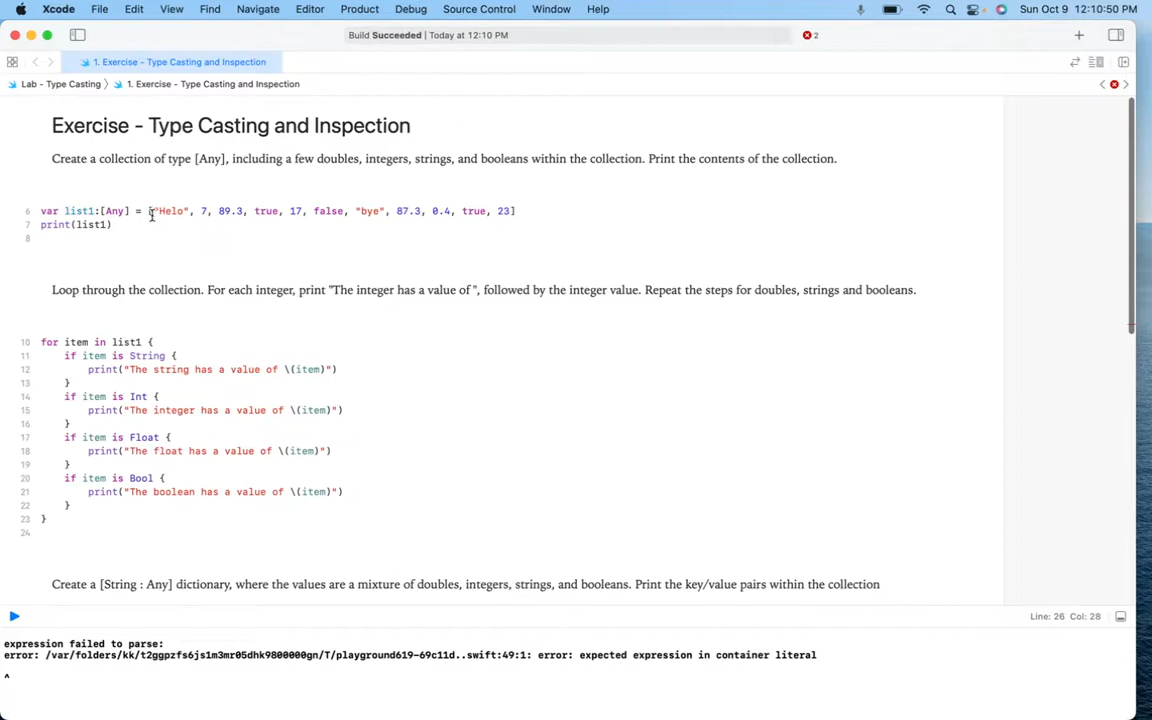 Xcode File Edit View Find Navigate Editor Product Debug Source Control Window Help Sun Oct 9 12:10:50 PM
Build Succeeded | Today at 12:10 PM 2
1. Exercise - Type Casting and Inspection
Lab - Type Casting 1. Exercise - Type Casting and Inspection
Exercise - Type Casting and Inspection
Create a collection of type [Any], including a few doubles, integers, strings, and booleans within the collection. Print the contents of the collection.
6 var list1:[Any] = ["Helo", 7, 89.3, true, 17, false, "bye", 87.3, 0.4, true, 23]
7 print(list1)
8
Loop through the collection. For each integer, print "The integer has a value of ", followed by the integer value. Repeat the steps for doubles, strings and booleans.
10 for item in list1 {
11 if item is String {
12 print("The string has a value of \(item)")
13 }
14 if item is Int {
15 print("The integer has a value of \(item)")
16 }
17 if item is Float {
18 print("The float has a value of \(item)")
19 }
20 if item is Bool {
21 print("The boolean has a value of \(item)")
22 }
23 }
24
Create a [String : Any] dictionary, where the values are a mixture of doubles, integers, strings, and booleans. Print the key/value pairs within the collection
Line: 26 Col: 28
expression failed to parse:
error: /var/folders/kk/t2ggpzfs6js1m3mr05dhk9800000gn/T/playground619-69c11d..swift:49:1: error: expected expression in container literal
^